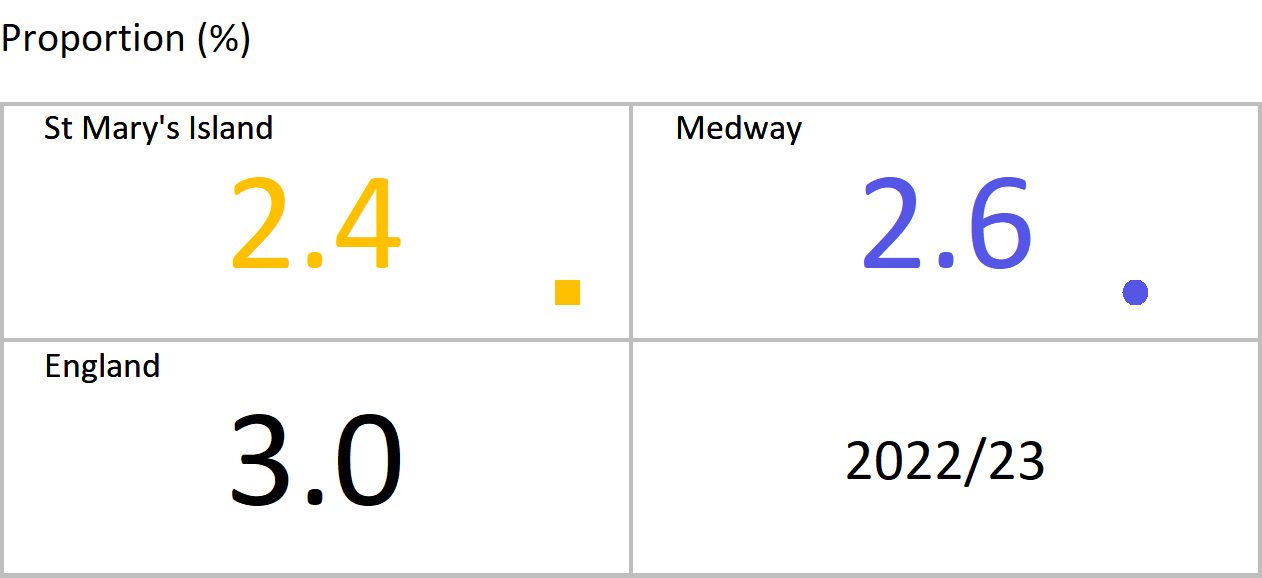 Proportion (%)
St Mary's Island
2.4
Medway
2.6
England
3.0
2022/23